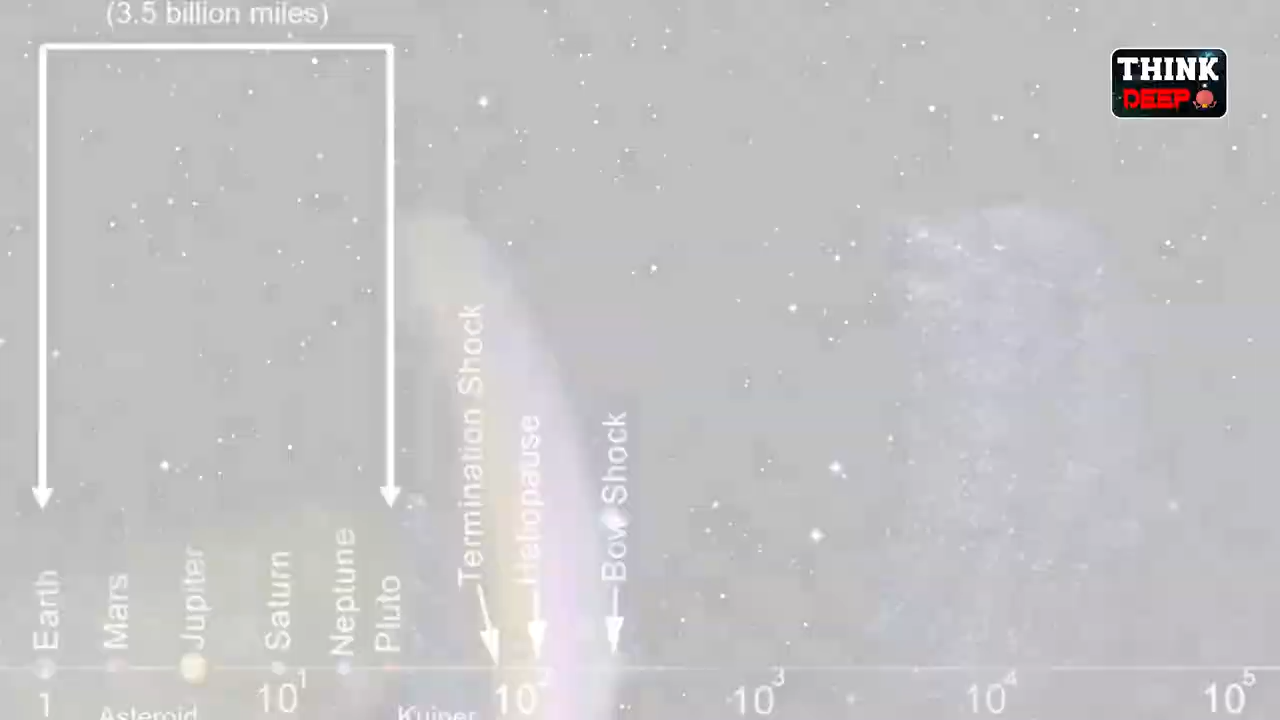 (3.5 billion miles)
THINK
DEEP
Termination Shock
Heliopause
Bow Shock
Earth
Mars
Jupiter
Saturn
Neptune
Pluto
1
10¹
10²
10³
10⁴
10⁵
Asteroid
Kuiper